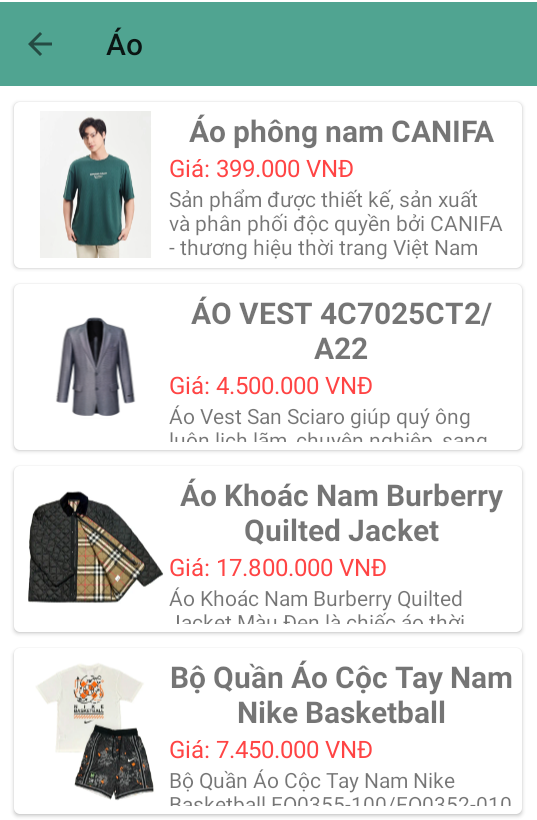 Áo
Áo phông nam CANIFA
Giá: 399.000 VNĐ
Sản phẩm được thiết kế, sản xuất
và phân phối độc quyền bởi CANIFA
- thương hiệu thời trang Việt Nam
ÁO VEST 4C7025CT2/
A22
Giá: 4.500.000 VNĐ
Áo Vest San Sciaro giúp quý ông
luôn lịch lãm, chuyên nghiệp, sang
Áo Khoác Nam Burberry
Quilted Jacket
Giá: 17.800.000 VNĐ
Áo Khoác Nam Burberry Quilted
Jacket Màu Đen là chiếc áo thời
Bộ Quần Áo Cộc Tay Nam
Nike Basketball
NIKE
BASKETBALL
Giá: 7.450.000 VNĐ
Bộ Quần Áo Cộc Tay Nam Nike
Basketball FQ0355-100/FQ0352-010